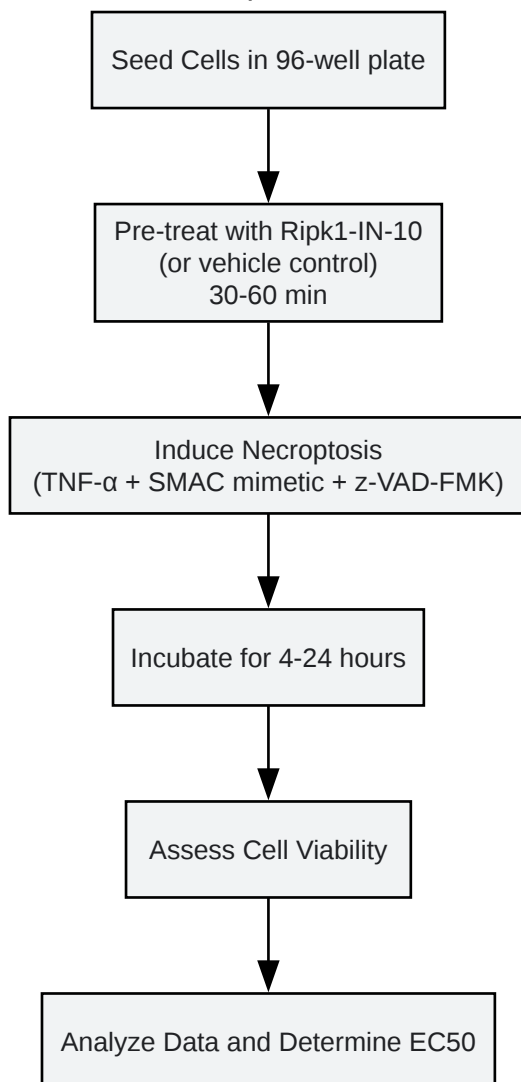 Seed Cells in 96-well plate
Pre-treat with Ripk1-IN-10
(or vehicle control)
30-60 min
Induce Necroptosis
(TNF-α + SMAC mimetic + z-VAD-FMK)
Incubate for 4-24 hours
Assess Cell Viability
Analyze Data and Determine EC50